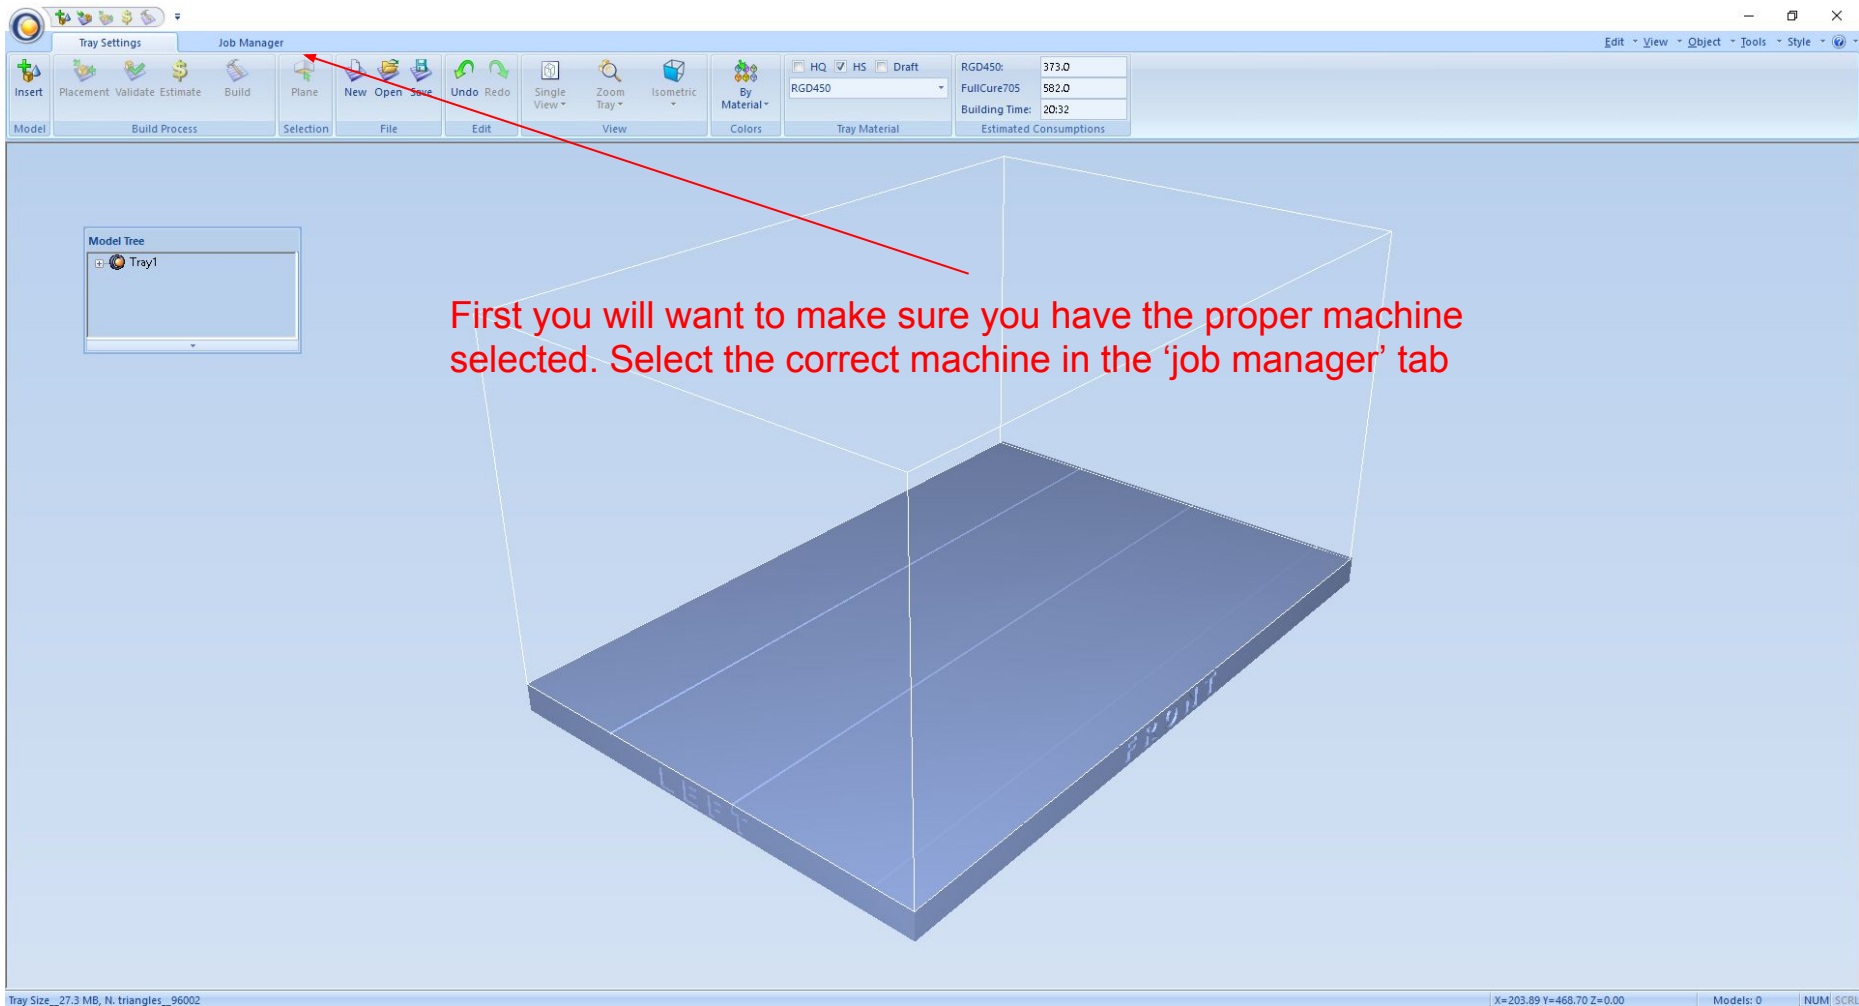 Tray Settings Job Manager Edit View Object Tools Style
HQ HS Draft RGD450: 373.0
Insert Placement Validate Estimate Build Plane New Open Save Undo Redo Single View Zoom Tray Isometric By Material RGD450 FullCure705 582.0
Building Time: 20:32
Model Build Process Selection File Edit View Colors Tray Material Estimated Consumptions
Model Tree
Tray1
First you will want to make sure you have the proper machine
selected. Select the correct machine in the ‘job manager’ tab
LEFT
FRONT
Tray Size__27.3 MB, N. triangles__96002 X=203.89 Y=468.70 Z=0.00 Models: 0 NUM